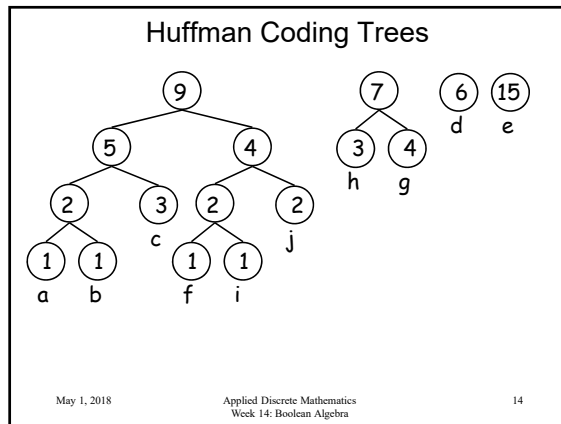 Huffman Coding Trees
9 7 6 15
d e
5 4 3 4
h g
2 3 2 2
c j
1 1 1 1
a b f i
May 1, 2018 Applied Discrete Mathematics 14
Week 14: Boolean Algebra